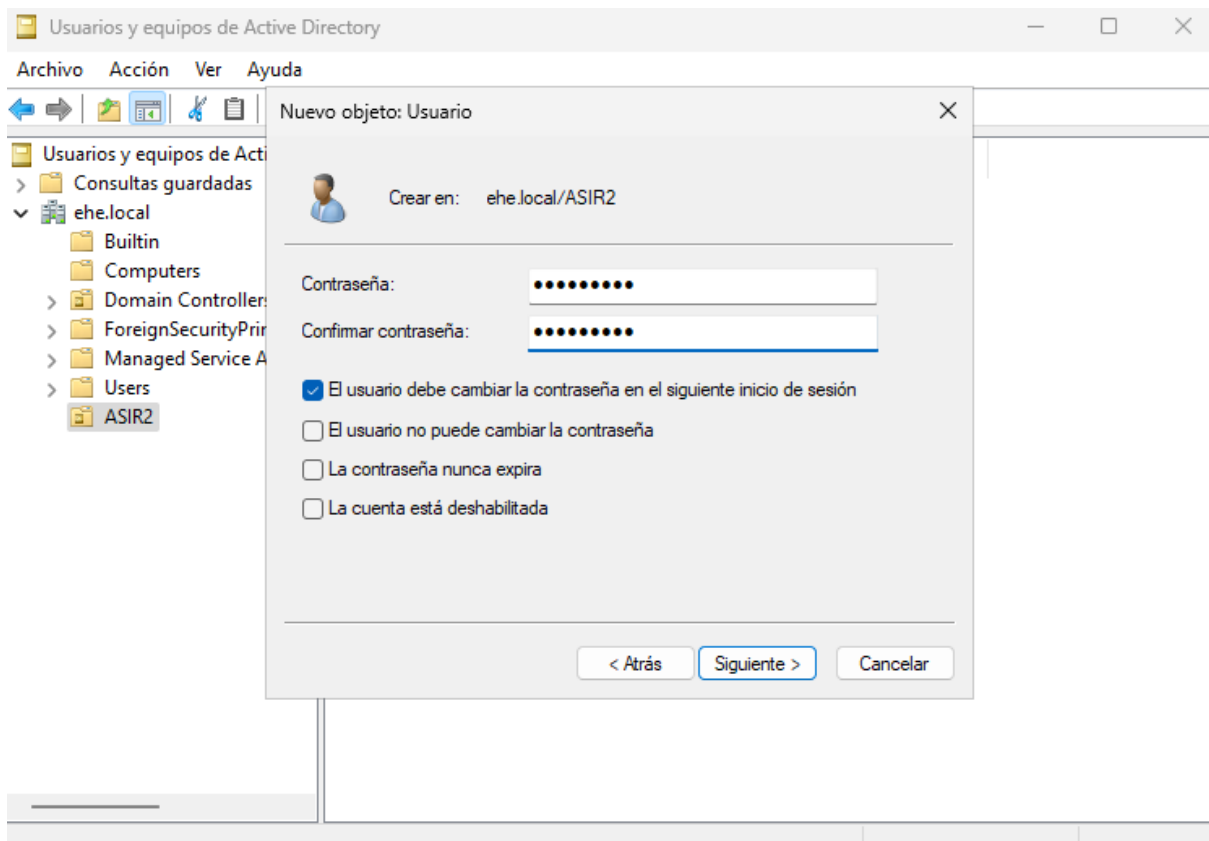 Usuarios y equipos de Active Directory
Archivo Acción Ver Ayuda
Nuevo objeto: Usuario
Usuarios y equipos de Acti
Consultas guardadas
ehe.local
Builtin
Computers
Domain Controllers
ForeignSecurityPrin
Managed Service A
Users
ASIR2
Crear en: ehe.local/ASIR2
Contraseña: •••••••••
Confirmar contraseña: •••••••••
El usuario debe cambiar la contraseña en el siguiente inicio de sesión
El usuario no puede cambiar la contraseña
La contraseña nunca expira
La cuenta está deshabilitada
< Atrás Siguiente > Cancelar